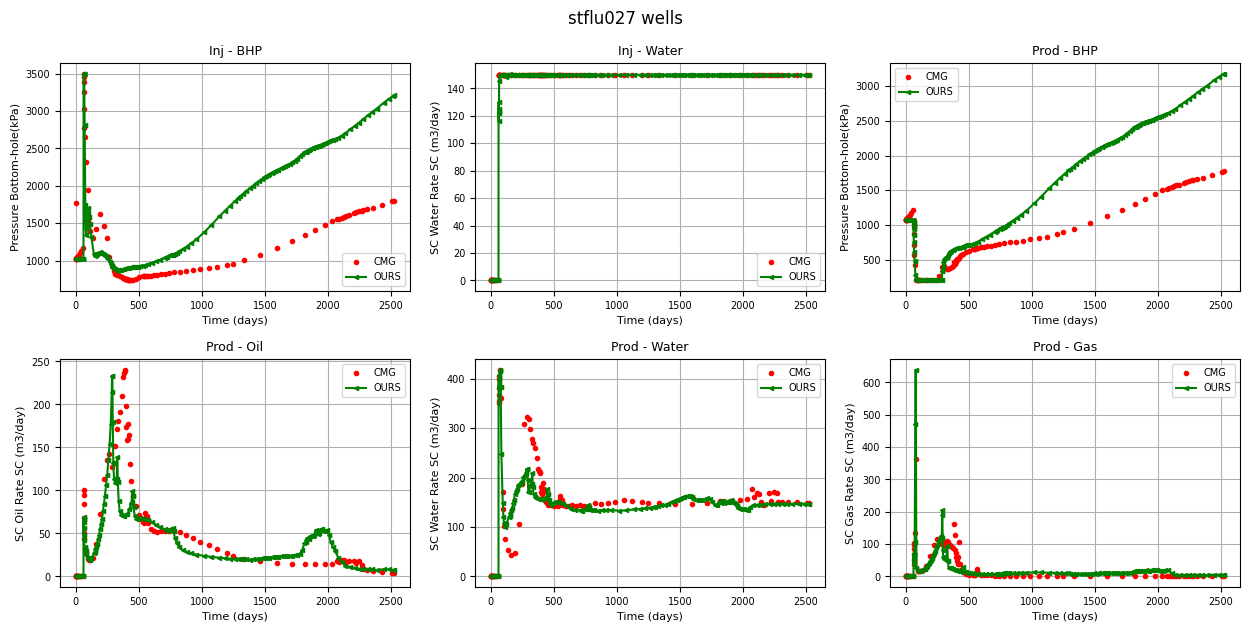 stflu027 wells
Inj - BHP
Pressure Bottom-hole(kPa)
3500
3000
2500
2000
1500
1000
0
500
1000
1500
2000
2500
Time (days)
CMG
OURS
Inj - Water
SC Water Rate SC (m3/day)
140
120
100
80
60
40
20
0
0
500
1000
1500
2000
2500
Time (days)
CMG
OURS
Prod - BHP
Pressure Bottom-hole(kPa)
3000
2500
2000
1500
1000
500
0
500
1000
1500
2000
2500
Time (days)
CMG
OURS
Prod - Oil
SC Oil Rate SC (m3/day)
250
200
150
100
50
0
0
500
1000
1500
2000
2500
Time (days)
CMG
OURS
Prod - Water
SC Water Rate SC (m3/day)
400
300
200
100
0
0
500
1000
1500
2000
2500
Time (days)
CMG
OURS
Prod - Gas
SC Gas Rate SC (m3/day)
600
500
400
300
200
100
0
0
500
1000
1500
2000
2500
Time (days)
CMG
OURS